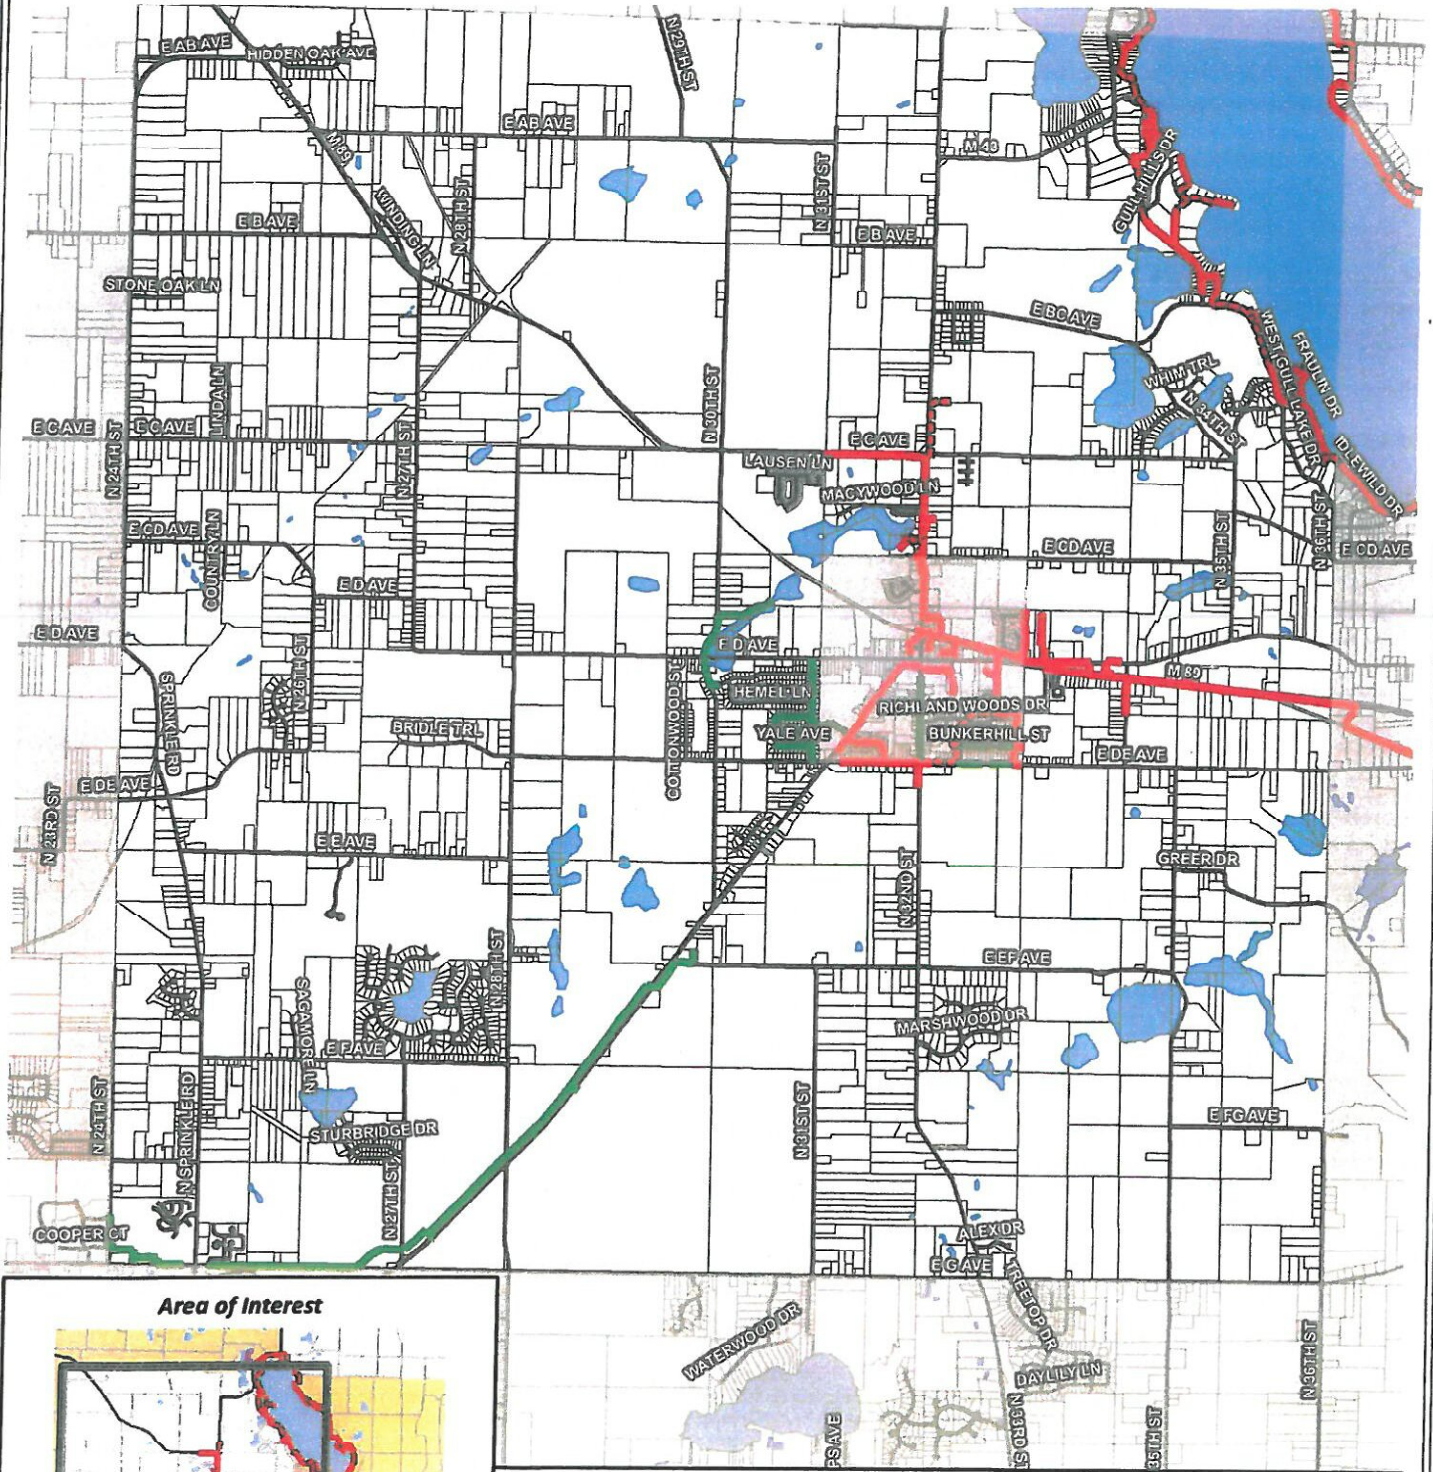 E AB AVE
HIDDEN OAK AVE
N 29TH ST
E AB AVE
M 89
M 43
GULL HILLS DR
N 28TH ST
N 31ST ST
WINDING LN
E B AVE
E B AVE
STONE OAK LN
E BC AVE
WEST GULL LAKE DR
FRAULIN DR
WHIM TRL
N 34TH ST
LINDA LN
N 30TH ST
E C AVE
E C AVE
E C AVE
N 24TH ST
N 27TH ST
LAUSEN LN
IDLEWILD DR
MACYWOOD LN
E CD AVE
COUNTRY LN
N 35TH ST
N 36TH ST
E CD AVE
E CD AVE
E D AVE
E D AVE
E D AVE
N 26TH ST
COTTONWOOD ST
SPRINKLE RD
M 89
HEMEL LN
RICHLAND WOODS DR
BRIDLE TRL
YALE AVE
BUNKERHILL ST
E DE AVE
E DE AVE
N 23RD ST
E E AVE
GREER DR
N 32ND ST
E EF AVE
N 28TH ST
SAGAMORE LN
MARSHWOOD DR
E F AVE
N 24TH ST
N SPRINKLE RD
N 31ST ST
E FG AVE
STURBRIDGE DR
N 27TH ST
COOPER CT
ALEX DR
E G AVE
TREETOP DR
Area of Interest
WATERWOOD DR
N 36TH ST
DAYLILY LN
PS AVE
N 33RD S
35TH ST